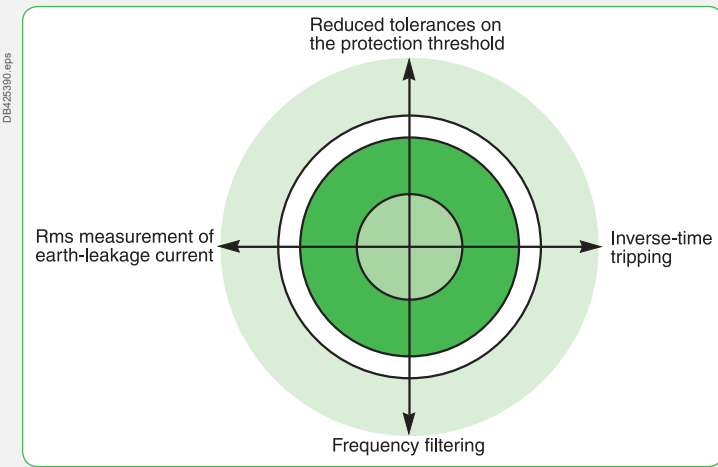 Reduced tolerances on
the protection threshold
DB425390.eps
Rms measurement of
earth-leakage current
Inverse-time
tripping
Frequency filtering